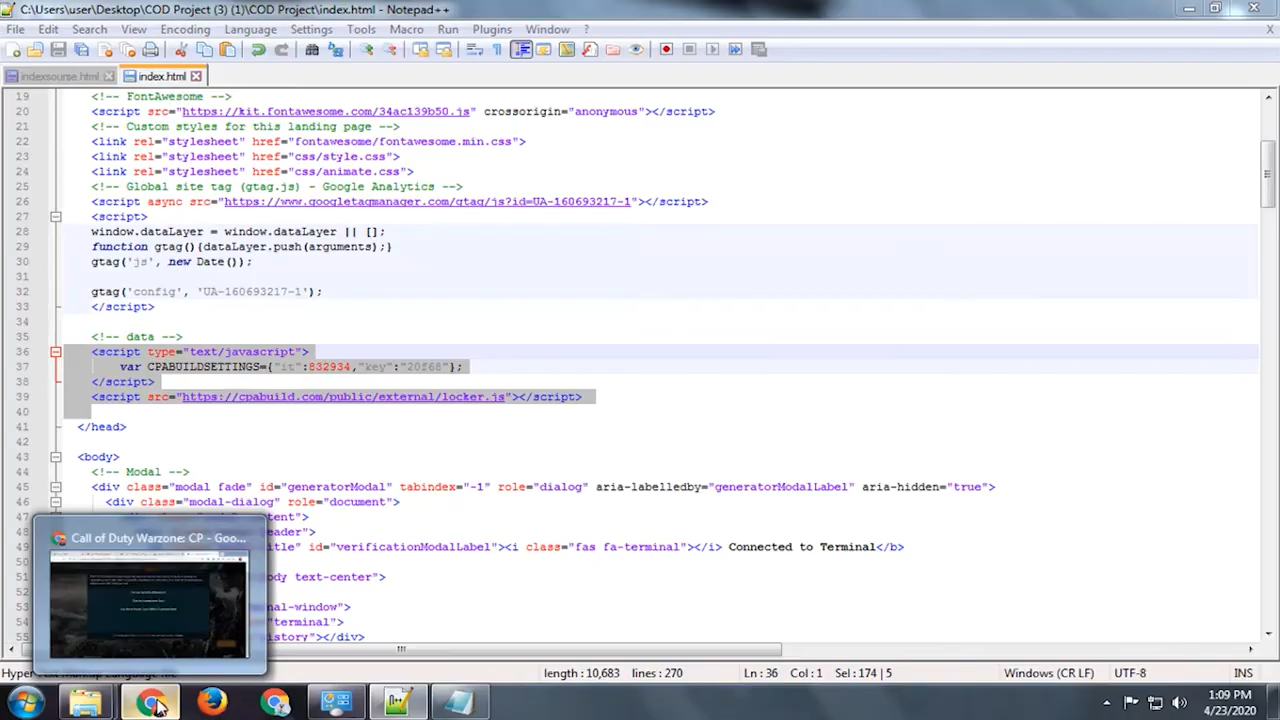 C:\Users\user\Desktop\COD Project (3) (1)\COD Project\index.html - Notepad++
File Edit Search View Encoding Language Settings Tools Macro Run Plugins Window ? X
indexsourse.html index.html
19 <!-- FontAwesome -->
20 <script src="https://kit.fontawesome.com/34ac139b50.js" crossorigin="anonymous"></script>
21 <!-- Custom styles for this landing page -->
22 <link rel="stylesheet" href="fontawesome/fontawesome.min.css">
23 <link rel="stylesheet" href="css/style.css">
24 <link rel="stylesheet" href="css/animate.css">
25 <!-- Global site tag (gtag.js) - Google Analytics -->
26 <script async src="https://www.googletagmanager.com/gtag/js?id=UA-160693217-1"></script>
27 <script>
28 window.dataLayer = window.dataLayer || [];
29 function gtag(){dataLayer.push(arguments);}
30 gtag('js', new Date());
31
32 gtag('config', 'UA-160693217-1');
33 </script>
34
35 <!-- data -->
36 <script type="text/javascript">
37 var CPABUILDSETTINGS={"it":832934,"key":"20f68"};
38 </script>
39 <script src="https://cpabuild.com/public/external/locker.js"></script>
40
41 </head>
42
43 <body>
44 <!-- Modal -->
45 <div class="modal fade" id="generatorModal" tabindex="-1" role="dialog" aria-labelledby="generatorModalLabel" aria-hidden="true">
46 <div class="modal-dialog" role="document">
tent">
eader">
itle" id="verificationModalLabel"><i class="fas fa-terminal"></i> Connected to Terminal</b>
ody text-center">
minal-window">
terminal">
istory"></div>
Call of Duty Warzone: CP - Goo...
length : 10,683 lines : 270 Ln : 36 Col : 1 Sel : 174 | 5 Windows (CR LF) UTF-8 INS
1:09 PM
4/23/2020